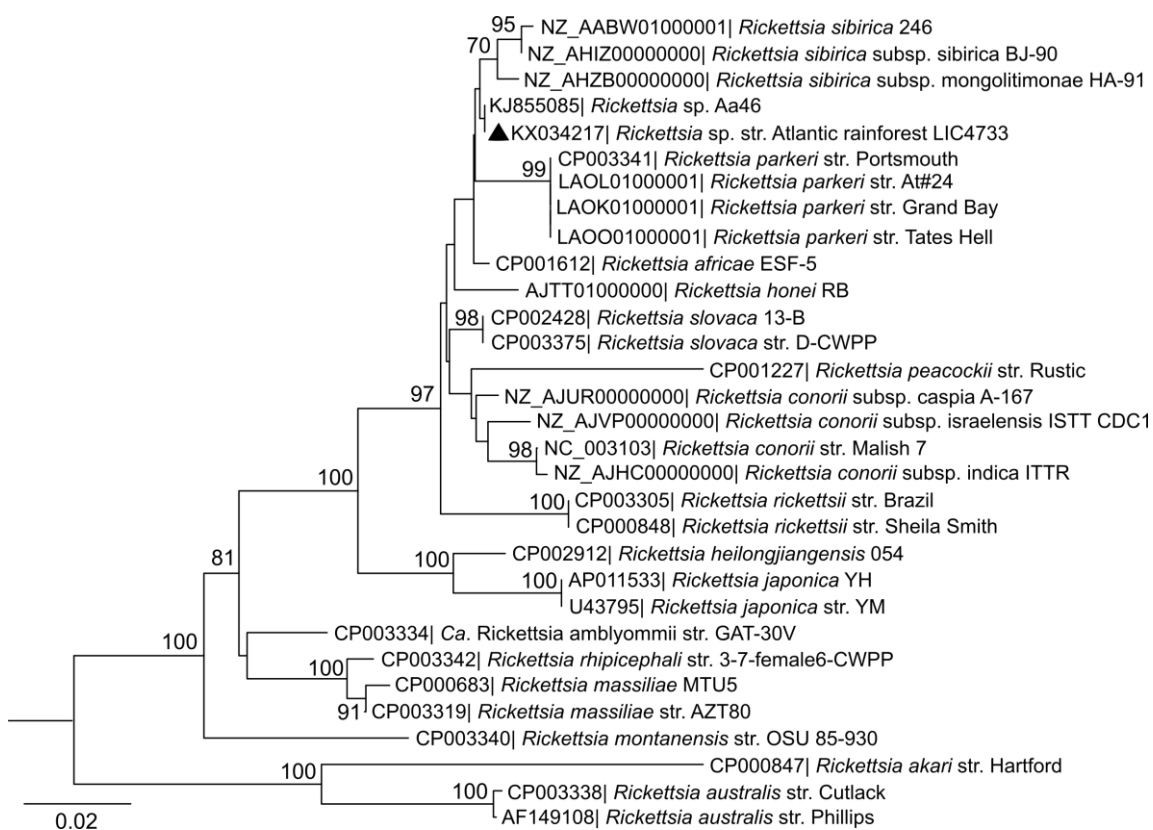 95 NZ_AABW01000001| Rickettsia sibirica 246
NZ_AHIZ00000000| Rickettsia sibirica subsp. sibirica BJ-90
70
NZ_AHZB00000000| Rickettsia sibirica subsp. mongolitimonae HA-91
KJ855085| Rickettsia sp. Aa46
▲KX034217| Rickettsia sp. str. Atlantic rainforest LIC4733
CP003341| Rickettsia parkeri str. Portsmouth
99
LAOL01000001| Rickettsia parkeri str. At#24
LAOK01000001| Rickettsia parkeri str. Grand Bay
LAOO01000001| Rickettsia parkeri str. Tates Hell
CP001612| Rickettsia africae ESF-5
AJTT01000000| Rickettsia honei RB
98 CP002428| Rickettsia slovaca 13-B
CP003375| Rickettsia slovaca str. D-CWPP
CP001227| Rickettsia peacockii str. Rustic
97
NZ_AJUR00000000| Rickettsia conorii subsp. caspia A-167
NZ_AJVP00000000| Rickettsia conorii subsp. israelensis ISTT CDC1
98 NC_003103| Rickettsia conorii str. Malish 7
NZ_AJHC00000000| Rickettsia conorii subsp. indica ITTR
100
100 CP003305| Rickettsia rickettsii str. Brazil
CP000848| Rickettsia rickettsii str. Sheila Smith
81
100 CP002912| Rickettsia heilongjiangensis 054
100 AP011533| Rickettsia japonica YH
U43795| Rickettsia japonica str. YM
CP003334| Ca. Rickettsia amblyommii str. GAT-30V
100
100 CP003342| Rickettsia rhipicephali str. 3-7-female6-CWPP
CP000683| Rickettsia massiliae MTU5
91 CP003319| Rickettsia massiliae str. AZT80
CP003340| Rickettsia montanensis str. OSU 85-930
100 CP000847| Rickettsia akari str. Hartford
100 CP003338| Rickettsia australis str. Cutlack
AF149108| Rickettsia australis str. Phillips
0.02